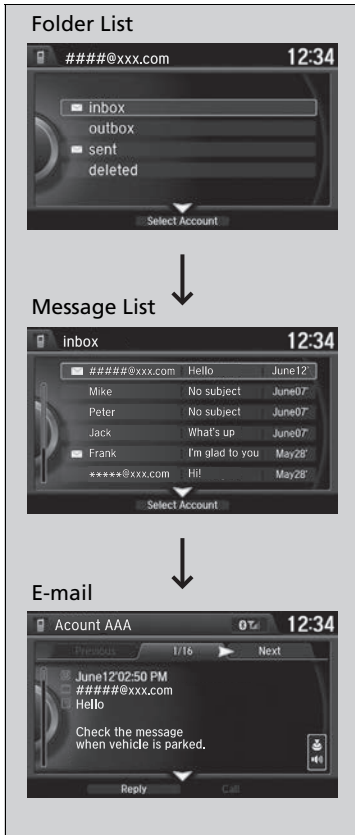 Folder List
####@xxx.com 12:34
inbox
outbox
sent
deleted
Select Account
Message List
inbox 12:34
#####@xxx.com Hello June12'
Mike No subject June07'
Peter No subject June07'
Jack What's up June07'
Frank I'm glad to you May28'
*****@xxx.com Hi! May28'
Select Account
E-mail
Acount AAA 12:34
Previous 1/16 Next
June12'02:50 PM
#####@xxx.com
Hello
Check the message
when vehicle is parked.
Reply Call